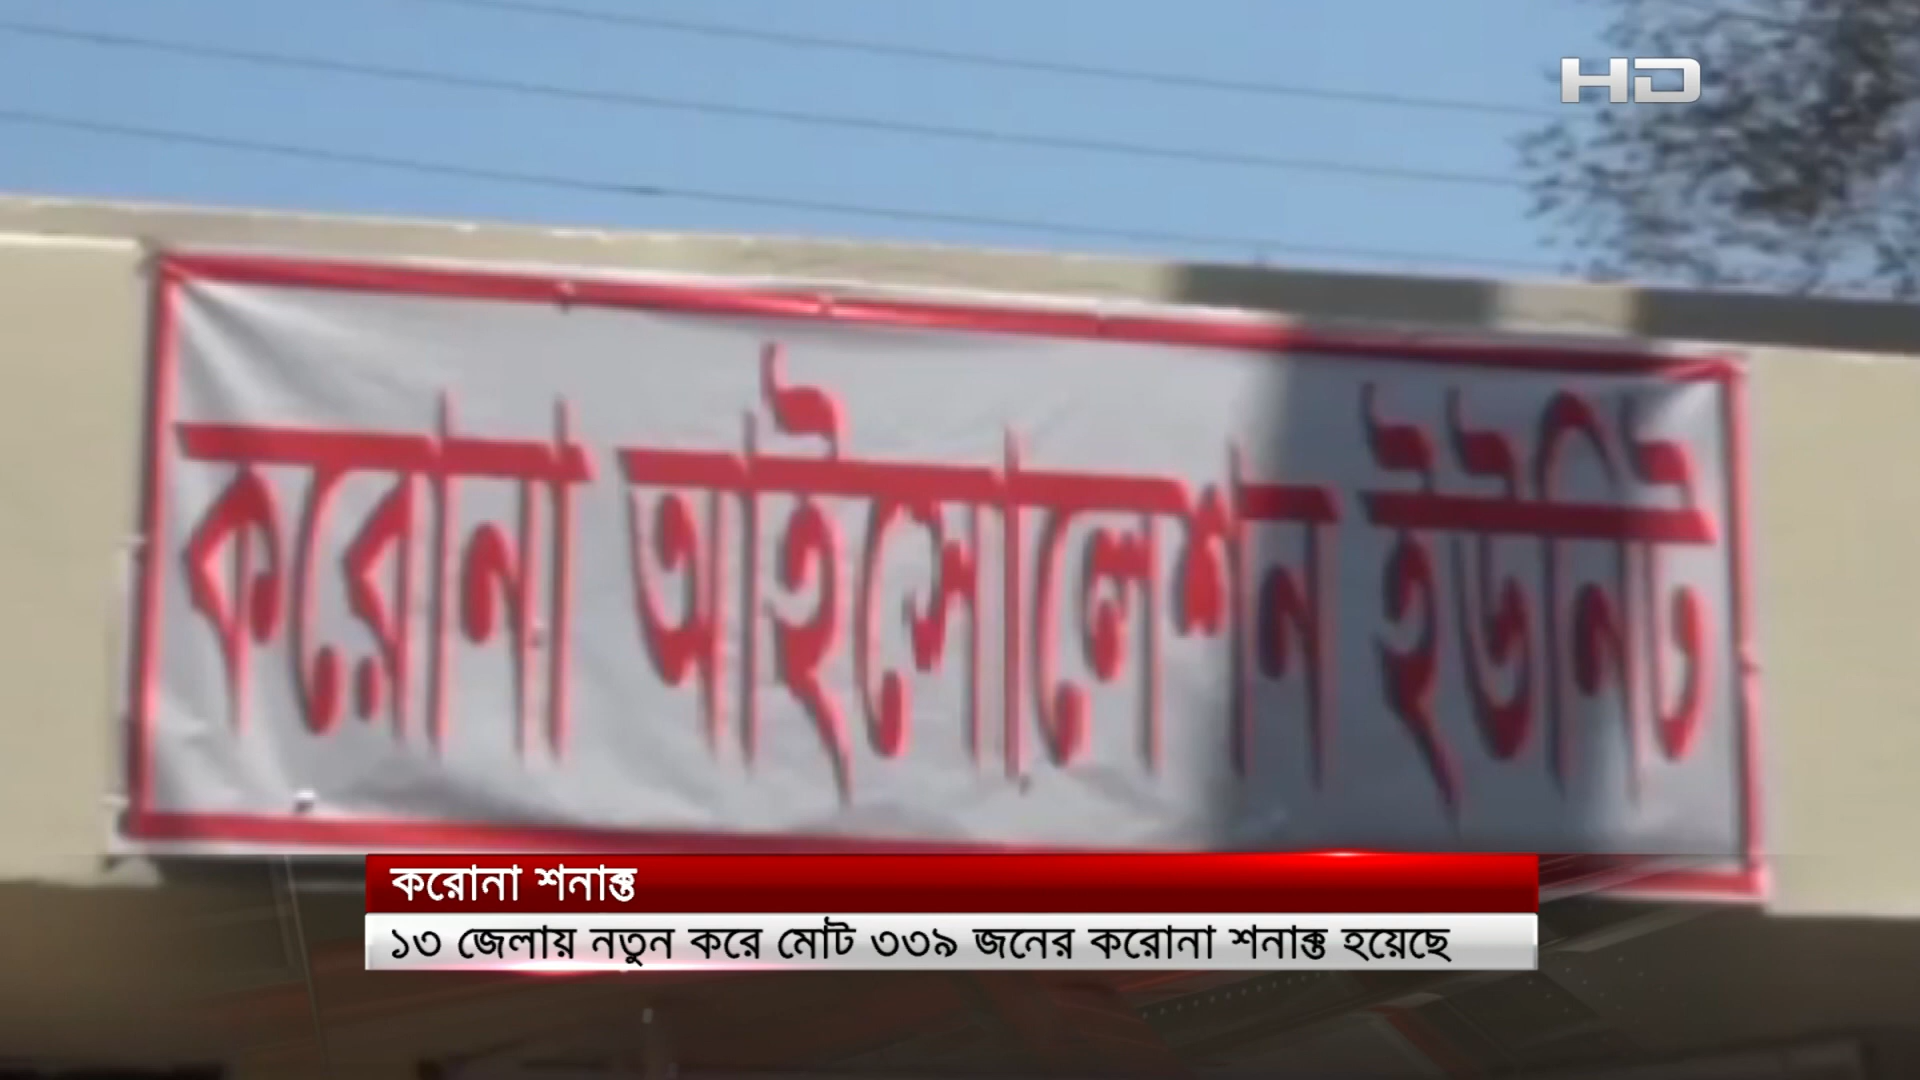 HD
করোনা আইসোলেশন ইউনিট
করোনা শনাক্ত
১৩ জেলায় নতুন করে মোট ৩৩৯ জনের করোনা শনাক্ত হয়েছে